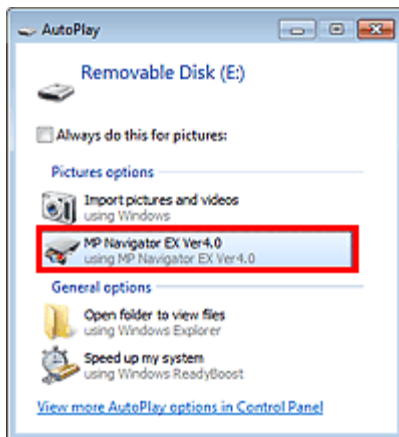 AutoPlay
Removable Disk (E:)
Always do this for pictures:
Pictures options
Import pictures and videos
using Windows
MP Navigator EX Ver4.0
using MP Navigator EX Ver4.0
General options
Open folder to view files
using Windows Explorer
Speed up my system
using Windows ReadyBoost
View more AutoPlay options in Control Panel